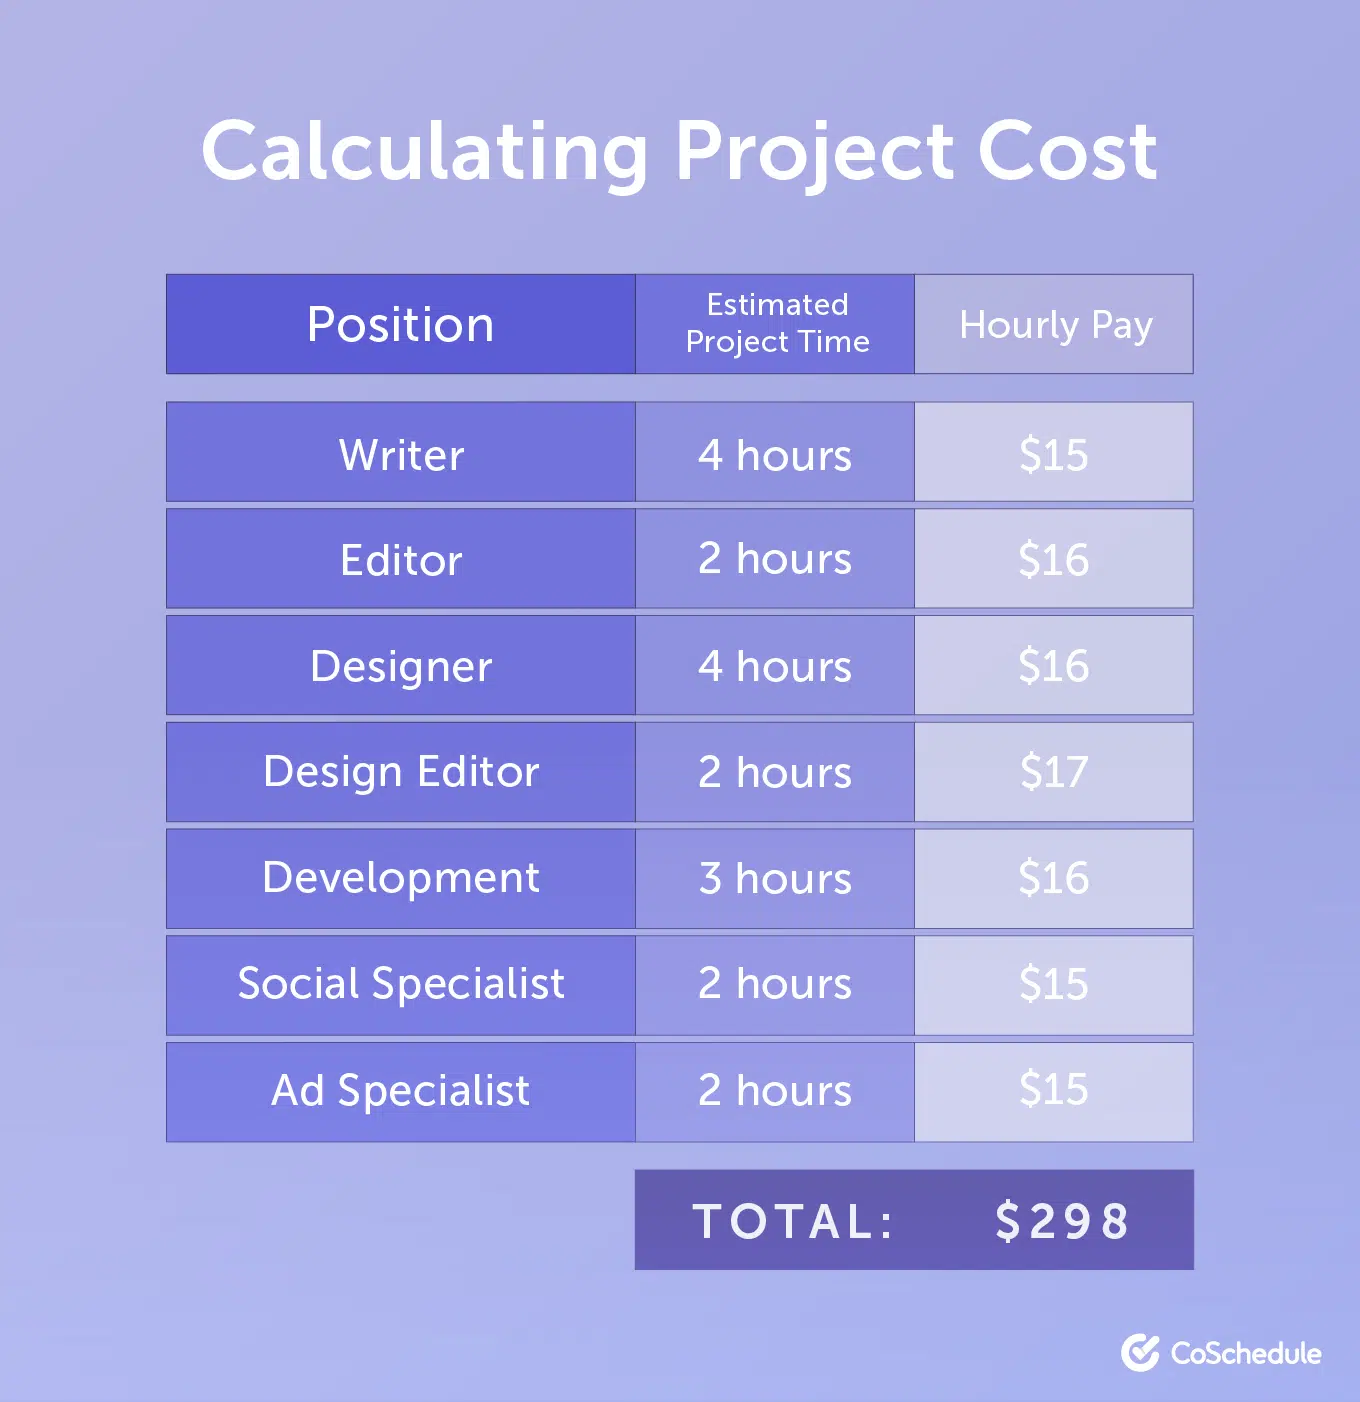 Calculating Project Cost
Position Estimated Project Time Hourly Pay
Writer 4 hours $15
Editor 2 hours $16
Designer 4 hours $16
Design Editor 2 hours $17
Development 3 hours $16
Social Specialist 2 hours $15
Ad Specialist 2 hours $15
TOTAL: $298
CoSchedule